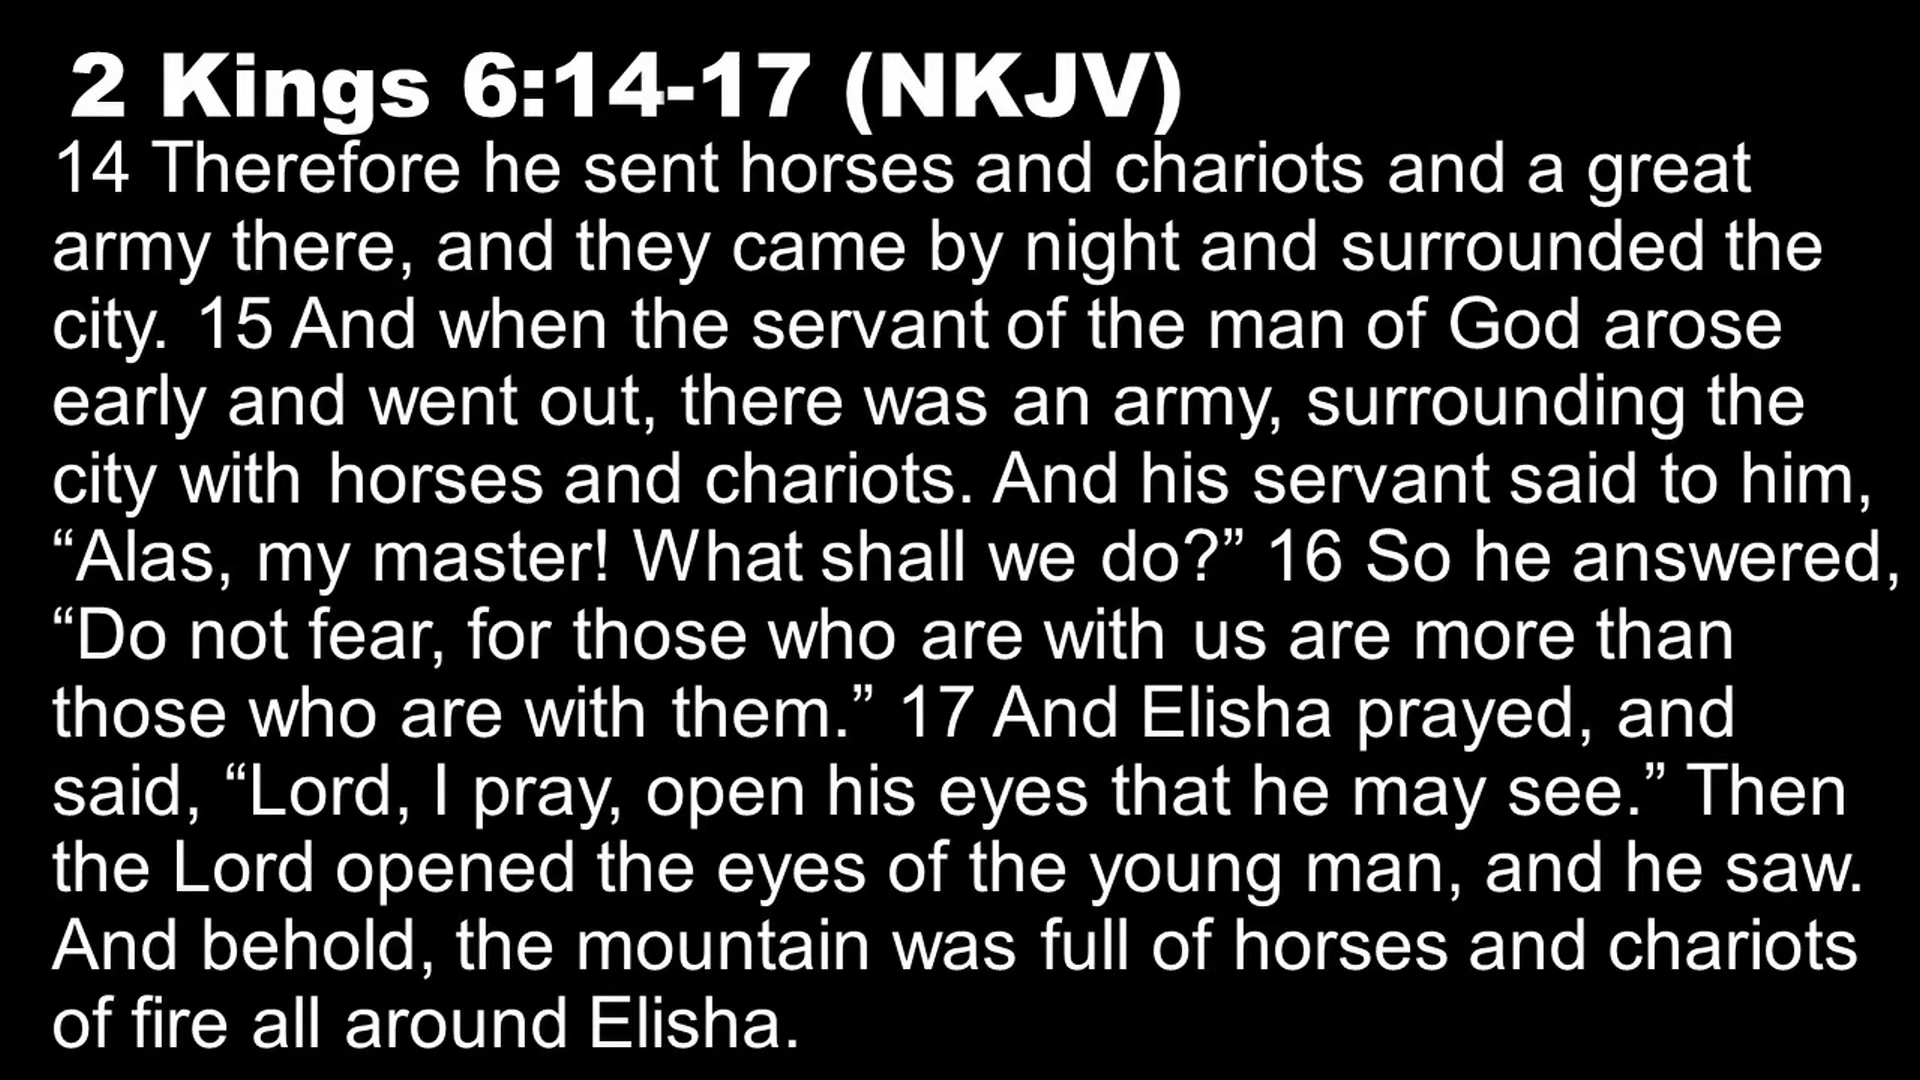 2 Kings 6:14-17 (NKJV)
14 Therefore he sent horses and chariots and a great
army there, and they came by night and surrounded the
city. 15 And when the servant of the man of God arose
early and went out, there was an army, surrounding the
city with horses and chariots. And his servant said to him,
“Alas, my master! What shall we do?” 16 So he answered,
“Do not fear, for those who are with us are more than
those who are with them.” 17 And Elisha prayed, and
said, “Lord, I pray, open his eyes that he may see.” Then
the Lord opened the eyes of the young man, and he saw.
And behold, the mountain was full of horses and chariots
of fire all around Elisha.